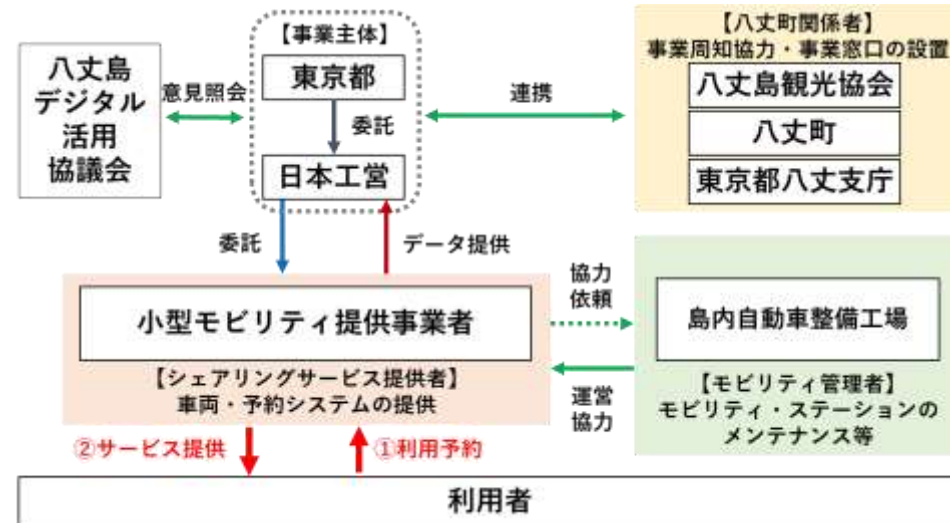 八丈島
デジタル
活用
協議会
意見照会
【事業主体】
東京都
委託
日本工営
連携
【八丈町関係者】
事業周知協力・事業窓口の設置
八丈島観光協会
八丈町
東京都八丈支庁
委託
データ提供
小型モビリティ提供事業者
【シェアリングサービス提供者】
車両・予約システムの提供
協力
依頼
運営
協力
島内自動車整備工場
【モビリティ管理者】
モビリティ・ステーションの
メンテナンス等
②サービス提供
①利用予約
利用者